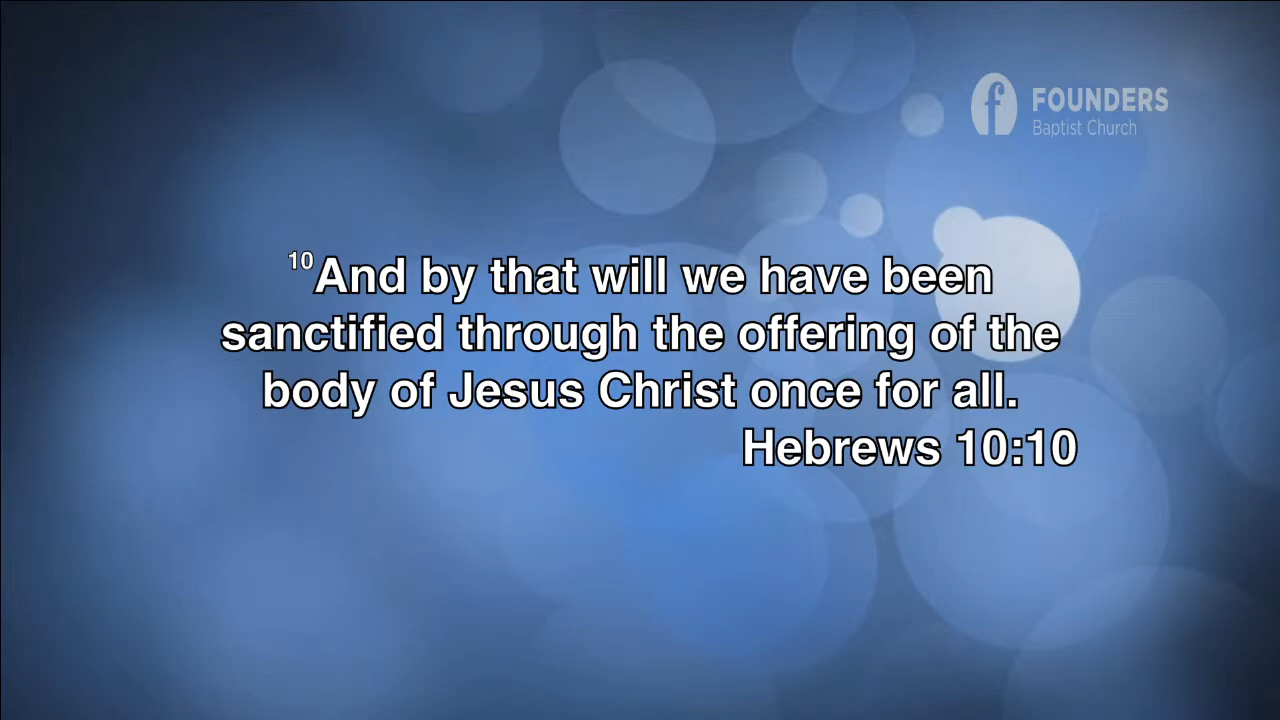 FOUNDERS
Baptist Church
10And by that will we have been
sanctified through the offering of the
body of Jesus Christ once for all.
Hebrews 10:10